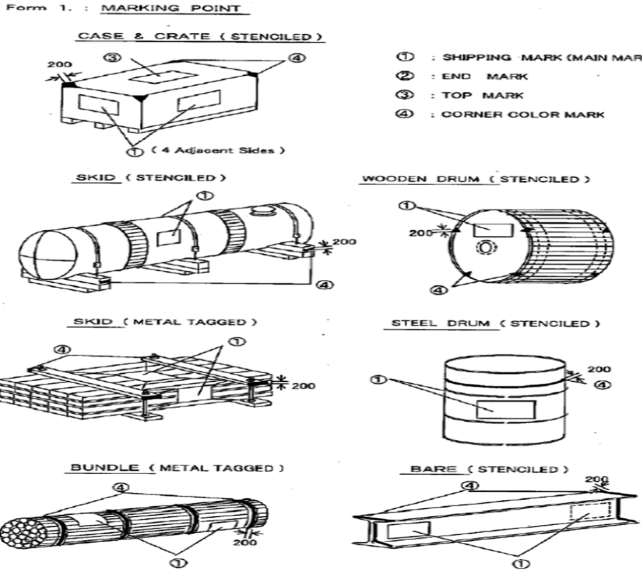 Form 1. : MARKING POINT
CASE & CRATE ( STENCILED )
200
③
④
① ( 4 Adjacent Sides )
① : SHIPPING MARK (MAIN MAR
② : END MARK
③ : TOP MARK
④ : CORNER COLOR MARK
SKID ( STENCILED )
①
200
④
WOODEN DRUM ( STENCILED )
①
200
④
SKID ( METAL TAGGED )
④
①
200
STEEL DRUM ( STENCILED )
200
①
④
BUNDLE ( METAL TAGGED )
④
200
①
BARE ( STENCILED )
④
200
①